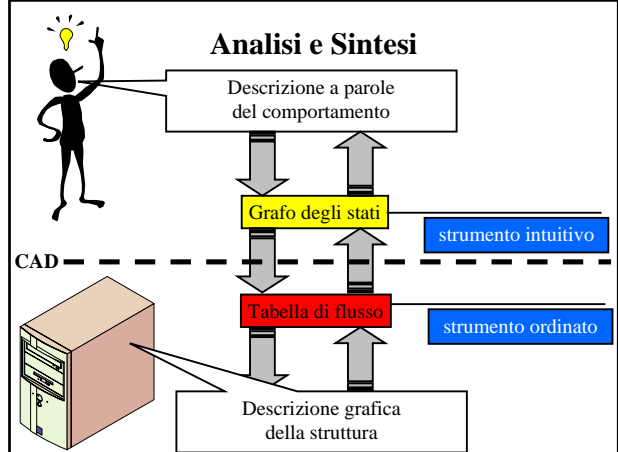 Analisi e Sintesi
Descrizione a parole
del comportamento
Grafo degli stati
strumento intuitivo
CAD
Tabella di flusso
strumento ordinato
Descrizione grafica
della struttura